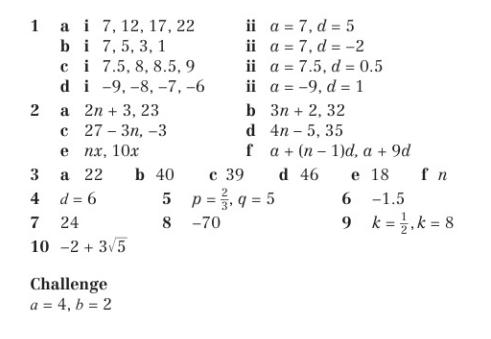 1 a i 7, 12, 17, 22 ii a = 7, d = 5
b i 7, 5, 3, 1 ii a = 7, d = −2
c i 7.5, 8, 8.5, 9 ii a = 7.5, d = 0.5
d i −9, −8, −7, −6 ii a = −9, d = 1
2 a 2n + 3, 23 b 3n + 2, 32
c 27 − 3n, −3 d 4n − 5, 35
e nx, 10x f a + (n − 1)d, a + 9d
3 a 22 b 40 c 39 d 46 e 18 f n
4 d = 6 5 p = 2/3, q = 5 6 −1.5
7 24 8 −70 9 k = 1/2, k = 8
10 −2 + 3√5
Challenge
a = 4, b = 2